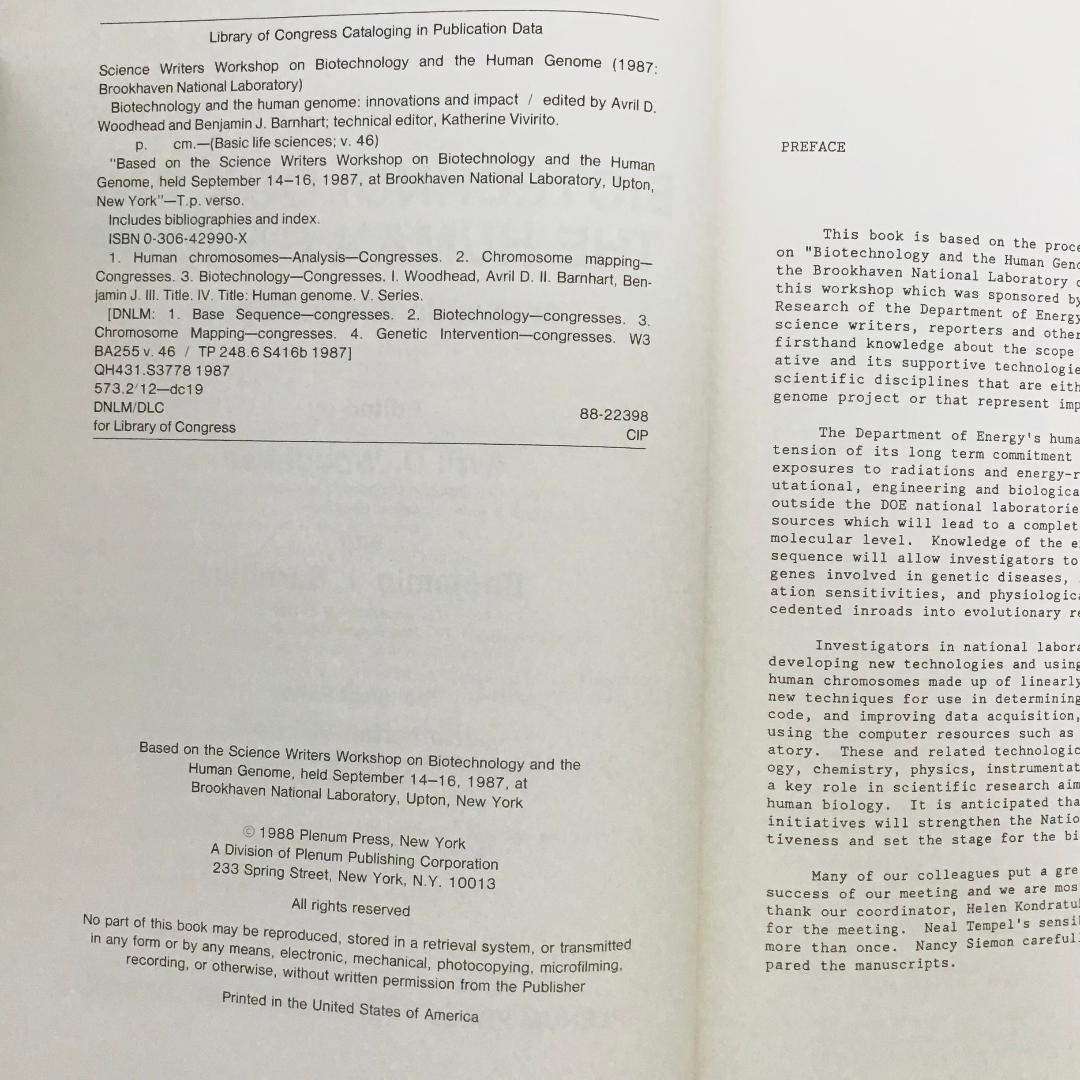 Library of Congress Cataloging in Publication Data
Science Writers Workshop on Biotechnology and the Human Genome (1987:
Brookhaven National Laboratory)
Biotechnology and the human genome: innovations and impact / edited by Avril D.
Woodhead and Benjamin J. Barnhart; technical editor, Katherine Vivirito.
p. cm.—(Basic life sciences; v. 46)
"Based on the Science Writers Workshop on Biotechnology and the Human
Genome, held September 14–16, 1987, at Brookhaven National Laboratory, Upton,
New York"—T.p. verso.
Includes bibliographies and index.
ISBN 0-306-42990-X
1. Human chromosomes—Analysis—Congresses. 2. Chromosome mapping—
Congresses. 3. Biotechnology—Congresses. I. Woodhead, Avril D. II. Barnhart, Ben-
jamin J. III. Title. IV. Title: Human genome. V. Series.
[DNLM: 1. Base Sequence—congresses. 2. Biotechnology—congresses. 3.
Chromosome Mapping—congresses. 4. Genetic Intervention—congresses. W3
BA255 v. 46 / TP 248.6 S416b 1987]
QH431.S3778 1987
573.2'12—dc19
DNLM/DLC 88-22398
for Library of Congress CIP
Based on the Science Writers Workshop on Biotechnology and the
Human Genome, held September 14–16, 1987, at
Brookhaven National Laboratory, Upton, New York
© 1988 Plenum Press, New York
A Division of Plenum Publishing Corporation
233 Spring Street, New York, N.Y. 10013
All rights reserved
No part of this book may be reproduced, stored in a retrieval system, or transmitted
in any form or by any means, electronic, mechanical, photocopying, microfilming,
recording, or otherwise, without written permission from the Publisher
Printed in the United States of America
PREFACE
This book is based on the proce
on "Biotechnology and the Human Geno
the Brookhaven National Laboratory
this workshop which was sponsored by
Research of the Department of Energy
science writers, reporters and other
firsthand knowledge about the scope
ative and its supportive technologie
scientific disciplines that are eith
genome project or that represent imp
The Department of Energy's huma
tension of its long term commitment
exposures to radiations and energy-r
utational, engineering and biologica
outside the DOE national laboratorie
sources which will lead to a complet
molecular level. Knowledge of the e
sequence will allow investigators to
genes involved in genetic diseases,
ation sensitivities, and physiologica
cedented inroads into evolutionary re
Investigators in national labora
developing new technologies and using
human chromosomes made up of linearly
new techniques for use in determining
code, and improving data acquisition,
using the computer resources such as
atory. These and related technologic
ogy, chemistry, physics, instrumentat
a key role in scientific research aim
human biology. It is anticipated tha
initiatives will strengthen the Natio
tiveness and set the stage for the bi
Many of our colleagues put a gre
success of our meeting and we are mos
thank our coordinator, Helen Kondratu
for the meeting. Neal Tempel's sensi
more than once. Nancy Siemon carefull
pared the manuscripts.